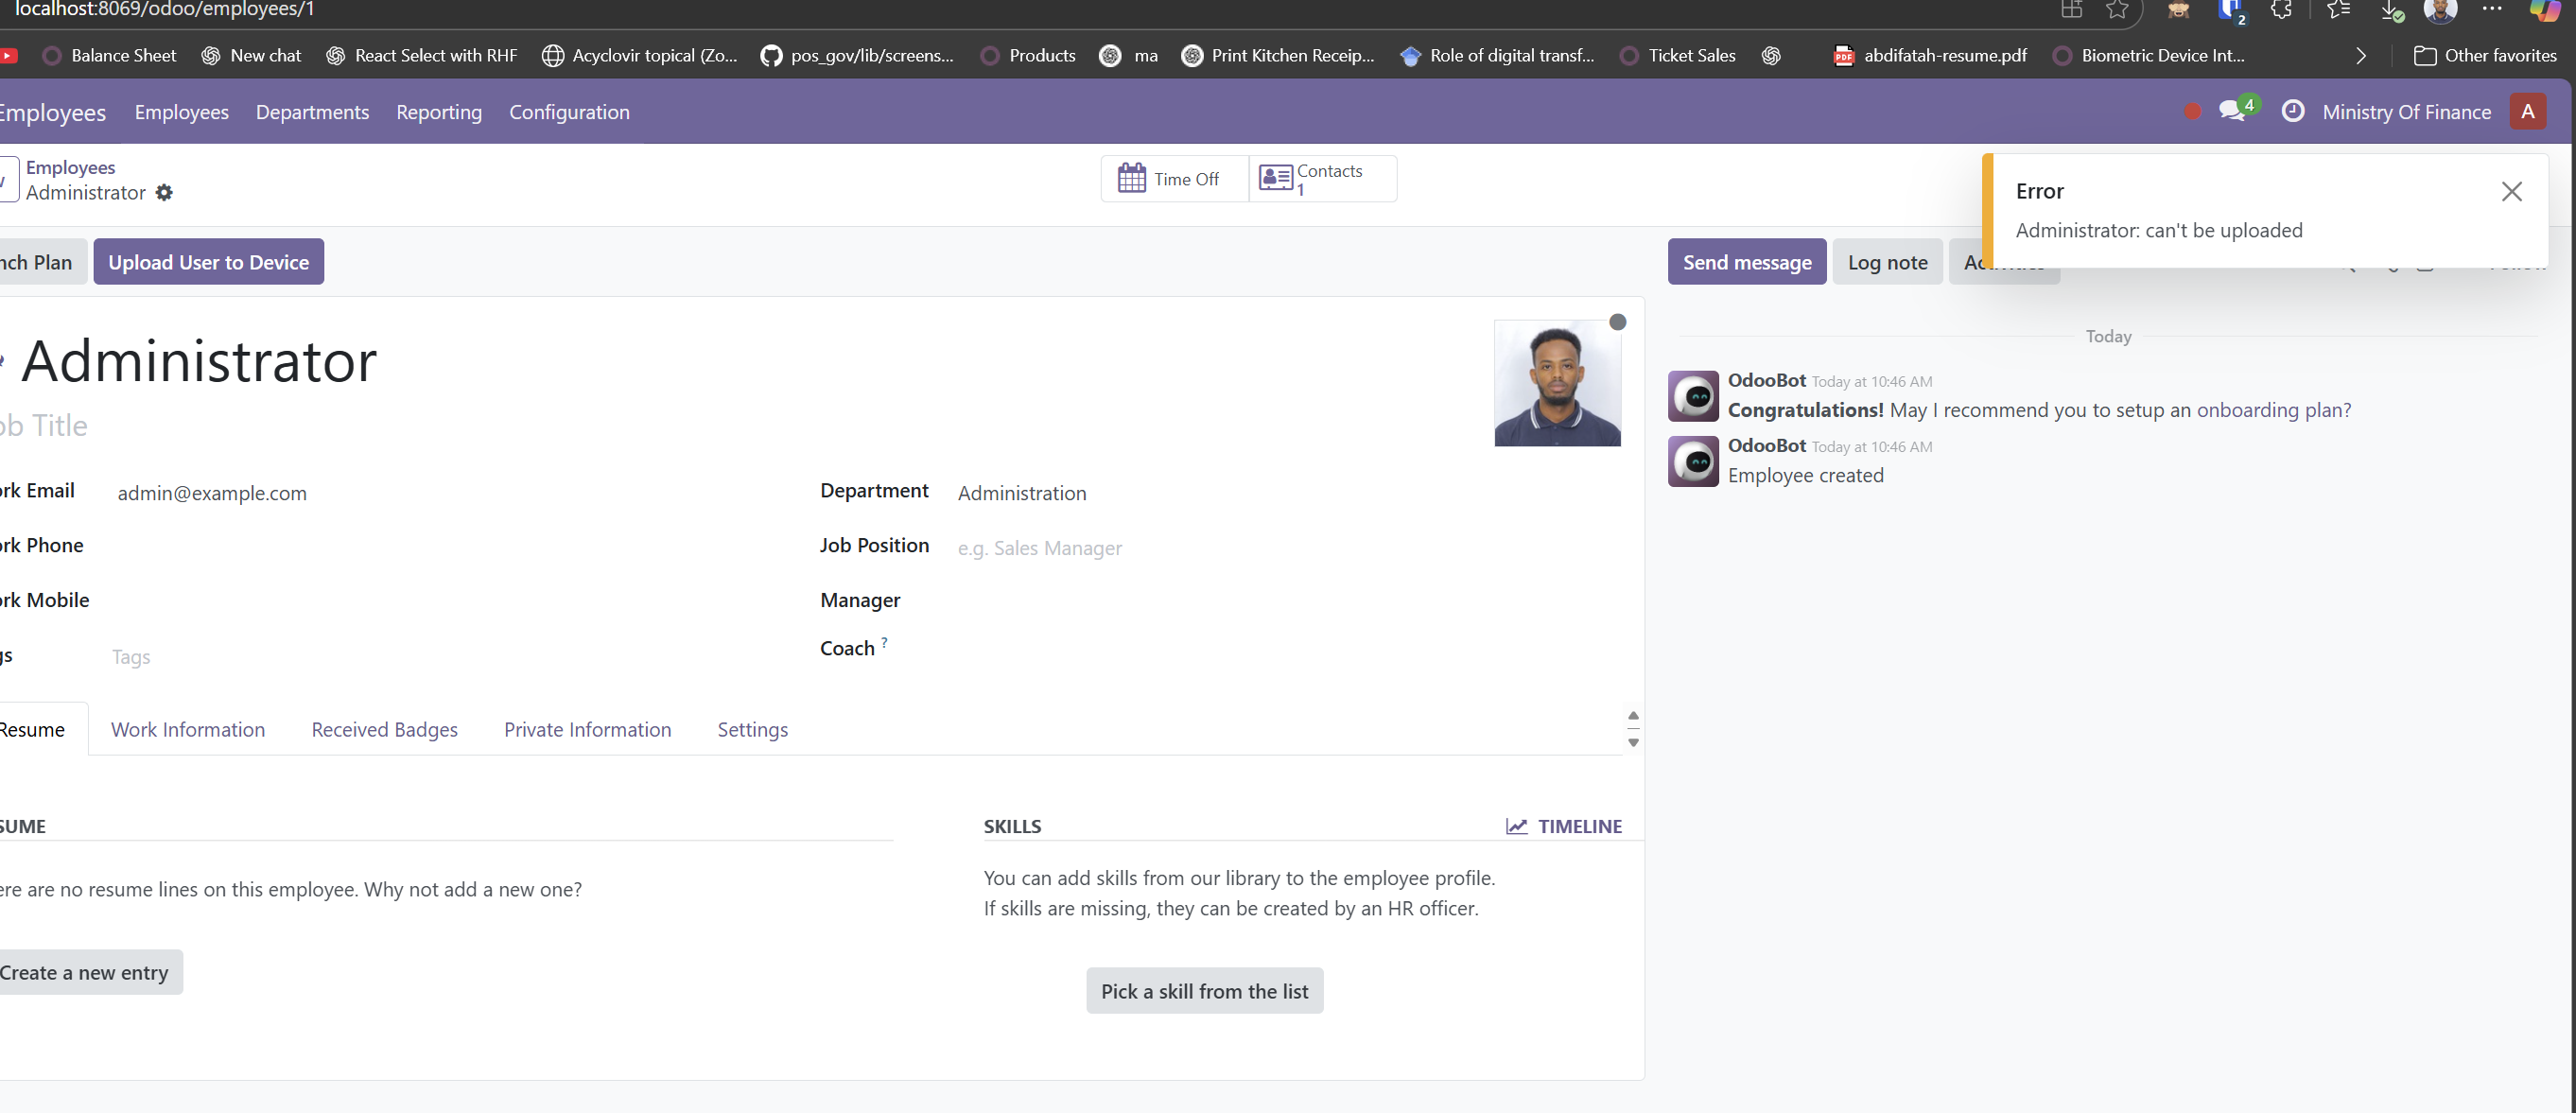 localhost:8069/odoo/employees/1
2
Balance Sheet
New chat
React Select with RHF
Acyclovir topical (Zo...
pos_gov/lib/screens...
Products
ma
Print Kitchen Receip...
Role of digital transf...
Ticket Sales
PDF
abdifatah-resume.pdf
Biometric Device Int...
Other favorites
Employees
Employees
Departments
Reporting
Configuration
4
Ministry Of Finance
A
Employees
Administrator
Time Off
Contacts
1
Error
Administrator: can't be uploaded
nch Plan
Upload User to Device
Send message
Log note
Administrator
ob Title
Today
OdooBot Today at 10:46 AM
Congratulations! May I recommend you to setup an onboarding plan?
OdooBot Today at 10:46 AM
Employee created
ork Email
admin@example.com
Department
Administration
ork Phone
Job Position
e.g. Sales Manager
ork Mobile
Manager
gs
Tags
Coach ?
Resume
Work Information
Received Badges
Private Information
Settings
SUME
SKILLS
TIMELINE
ere are no resume lines on this employee. Why not add a new one?
You can add skills from our library to the employee profile.
If skills are missing, they can be created by an HR officer.
Create a new entry
Pick a skill from the list